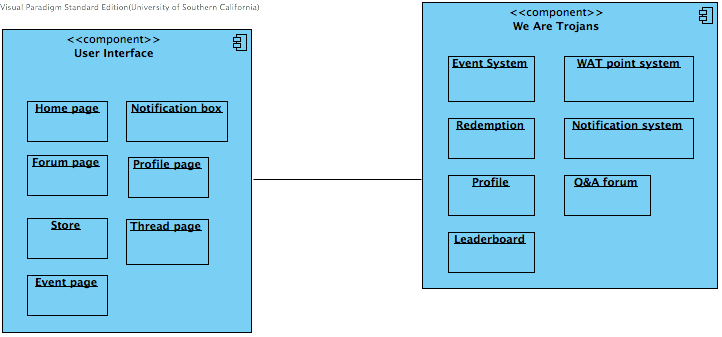 Visual Paradigm Standard Edition(University of Southern California)
<<component>>
User Interface
Home page
Notification box
Forum page
Profile page
Store
Thread page
Event page
<<component>>
We Are Trojans
Event System
WAT point system
Redemption
Notification system
Profile
Q&A forum
Leaderboard